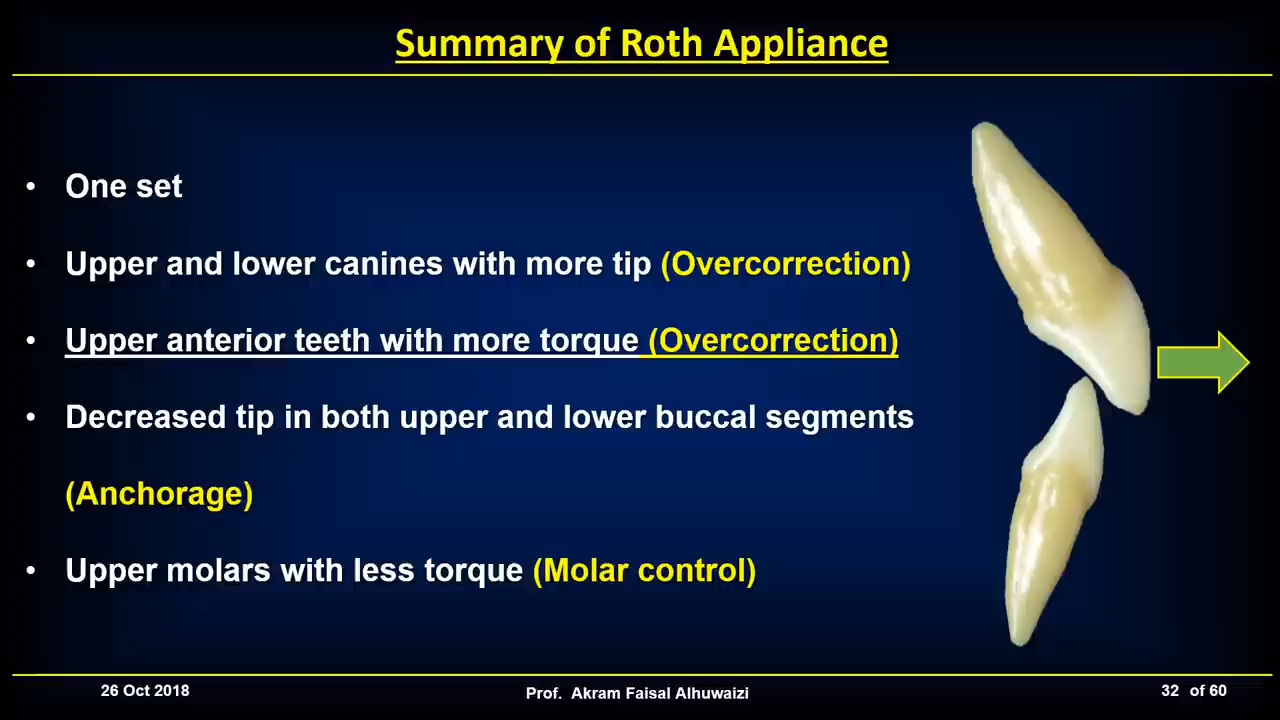 Summary of Roth Appliance
• One set
• Upper and lower canines with more tip (Overcorrection)
• Upper anterior teeth with more torque (Overcorrection)
• Decreased tip in both upper and lower buccal segments
(Anchorage)
• Upper molars with less torque (Molar control)
26 Oct 2018 Prof. Akram Faisal Alhuwaizi 32 of 60